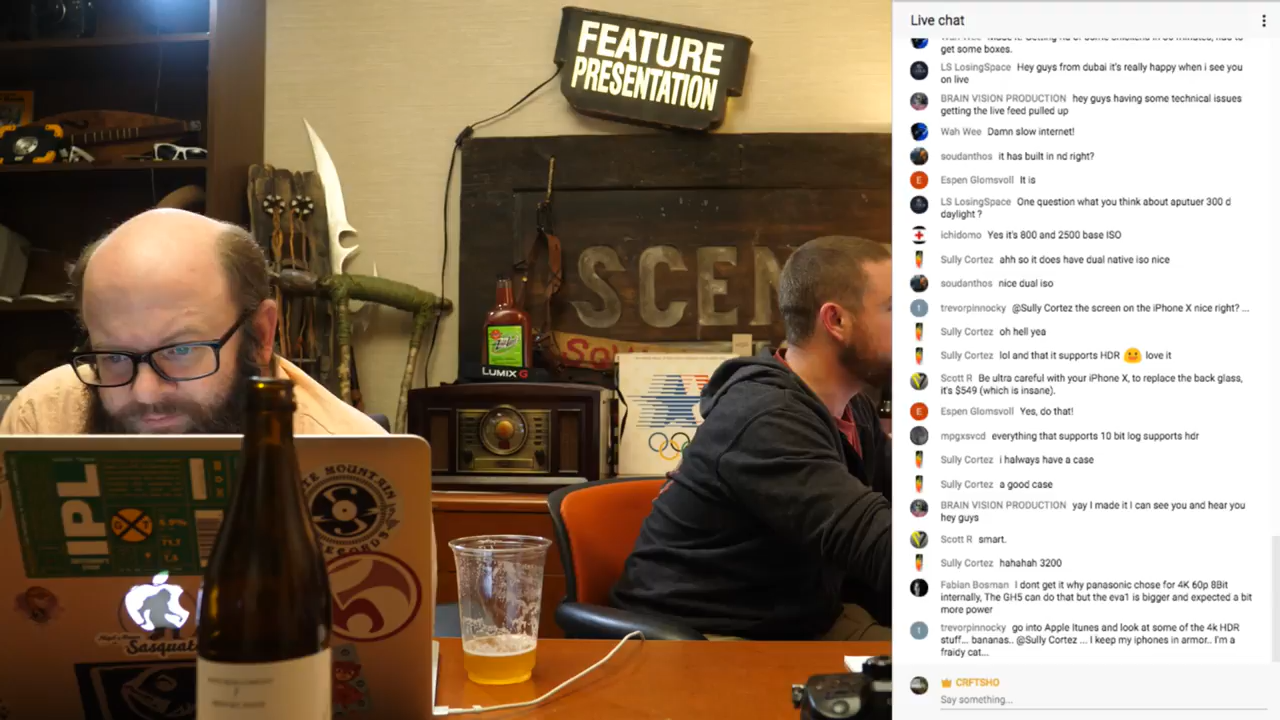 FEATURE
PRESENTATION
SCEN
LUMIX G
IPL
Sasquat
Live chat
get some boxes.
LS LosingSpace Hey guys from dubai it's really happy when i see you
on live
BRAIN VISION PRODUCTION hey guys having some technical issues
getting the live feed pulled up
Wah Wee Damn slow internet!
soudanthos it has built in nd right?
E Espen Glomsvoll It is
LS LosingSpace One question what you think about aputuer 300 d
daylight ?
ichidomo Yes it's 800 and 2500 base ISO
Sully Cortez ahh so it does have dual native iso nice
soudanthos nice dual iso
trevorpinnocky @Sully Cortez the screen on the iPhone X nice right? ...
Sully Cortez oh hell yea
Sully Cortez lol and that it supports HDR 🙂 love it
Scott R Be ultra careful with your iPhone X, to replace the back glass,
it's $549 (which is insane).
E Espen Glomsvoll Yes, do that!
mpgxsvcd everything that supports 10 bit log supports hdr
Sully Cortez i halways have a case
Sully Cortez a good case
BRAIN VISION PRODUCTION yay I made it I can see you and hear you
hey guys
Scott R smart.
Sully Cortez hahahah 3200
Fabian Bosman I dont get it why panasonic chose for 4K 60p 8Bit
internally, The GH5 can do that but the eva1 is bigger and expected a bit
more power
trevorpinnocky go into Apple Itunes and look at some of the 4k HDR
stuff... bananas.. @Sully Cortez ... I keep my iphones in armor.. I'm a
fraidy cat...
CRFTSHO
Say something...